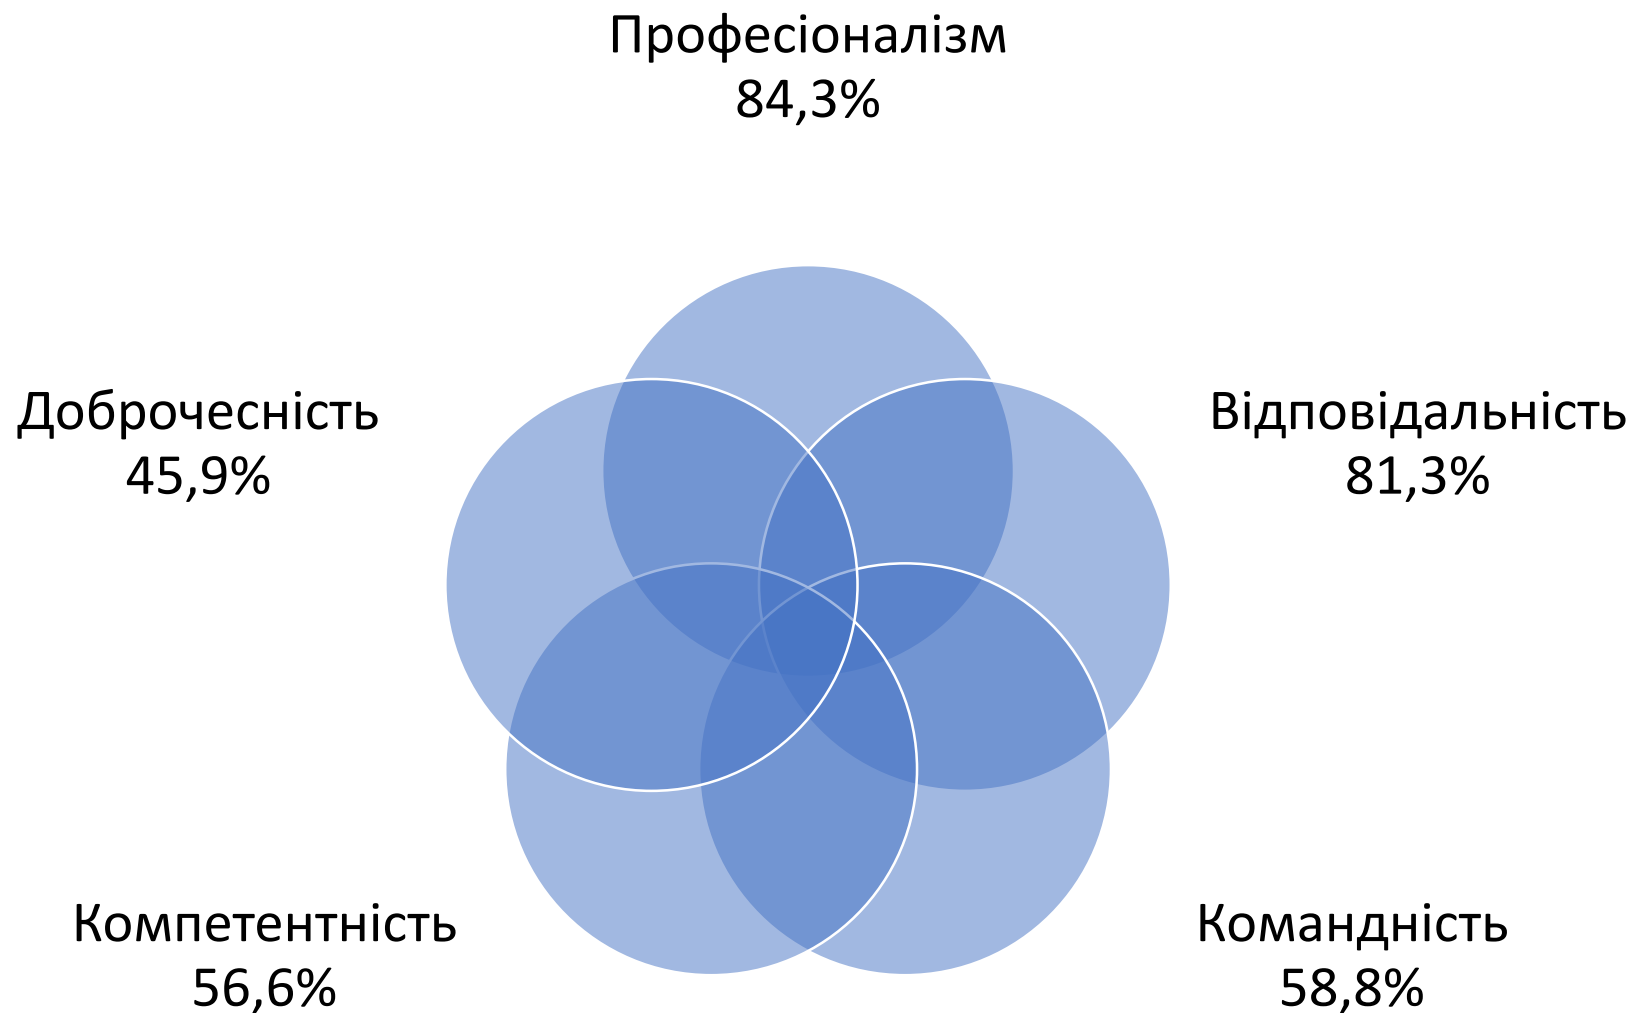 Професіоналізм
84,3%
Відповідальність
81,3%
Командність
58,8%
Компетентність
56,6%
Доброчесність
45,9%